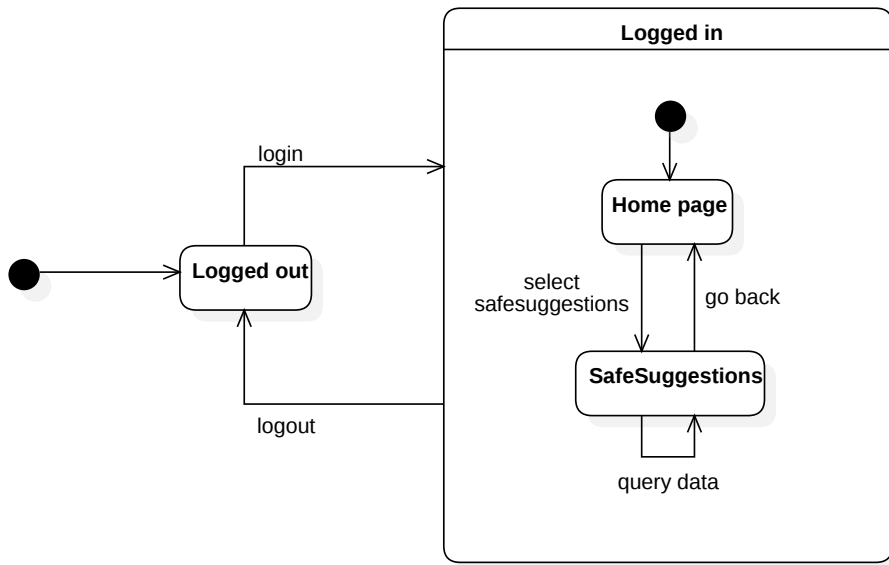 Logged in
login
Home page
Logged out
select
safesuggestions
go back
SafeSuggestions
logout
query data